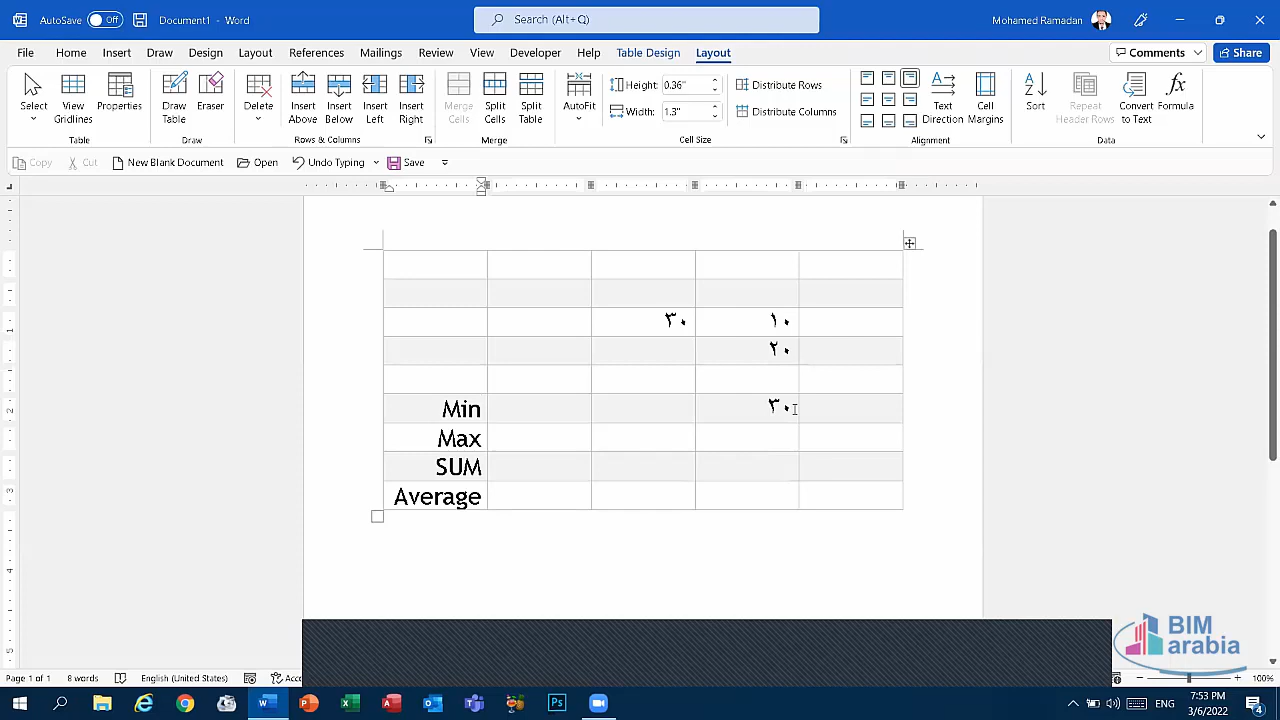 AutoSave Off Document1 - Word Search (Alt+Q) Mohamed Ramadan
File Home Insert Draw Design Layout References Mailings Review View Developer Help Table Design Layout Comments Share
Select View Gridlines Properties
Draw Table Eraser
Delete Insert Above Insert Below Insert Left Insert Right
Merge Cells Split Cells Split Table
AutoFit Height: 0.36" Width: 1.3" Distribute Rows Distribute Columns
Text Direction Cell Margins
Sort Repeat Header Rows Convert to Text Formula
Table Draw Rows & Columns Merge Cell Size Alignment Data
Copy Cut New Blank Document Open Undo Typing Save
٣٠ ١٠
٢٠
Min ٣٠
Max
SUM
Average
BIM
arabia
Page 1 of 1 8 words English (United States) 100%
ENG 7:53 PM
3/6/2022